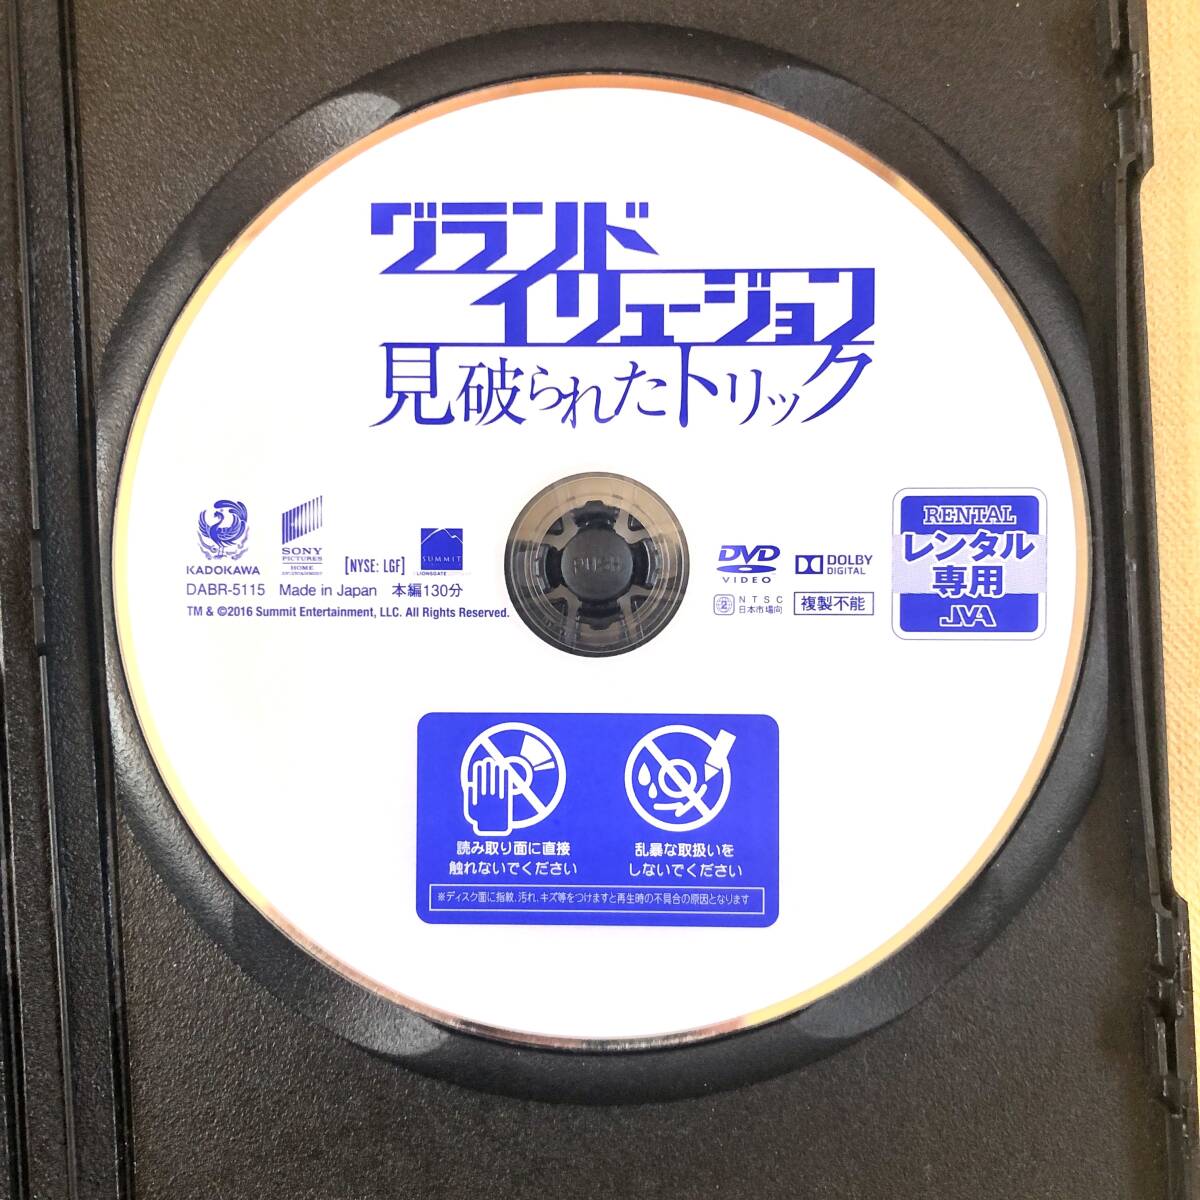 グランド
イリュージョン
見破られたトリック
KADOKAWA
SONY
PICTURES
HOME
ENTERTAINMENT
[NYSE: LGF]
SUMMIT
LIONSGATE
DVD
VIDEO
DOLBY
DIGITAL
RENTAL
レンタル
専用
JVA
DABR-5115 Made in Japan 本編130分
2 NTSC
日本市場向
複製不能
TM & ©2016 Summit Entertainment, LLC. All Rights Reserved.
PUSH
読み取り面に直接
触れないでください
乱暴な取扱いを
しないでください
※ディスク面に指紋、汚れ、キズ等をつけますと再生時の不具合の原因となります